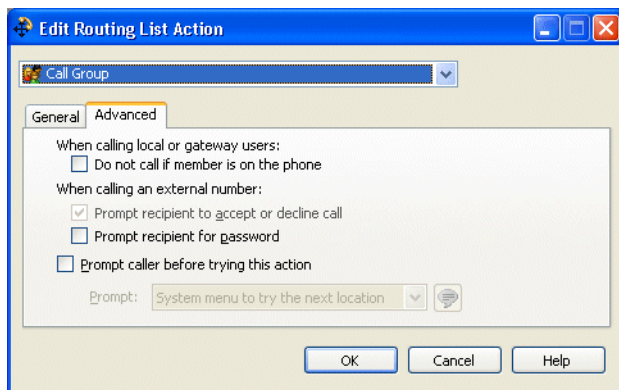 Edit Routing List Action
Call Group
General Advanced
When calling local or gateway users:
Do not call if member is on the phone
When calling an external number:
Prompt recipient to accept or decline call
Prompt recipient for password
Prompt caller before trying this action
Prompt: System menu to try the next location
OK Cancel Help